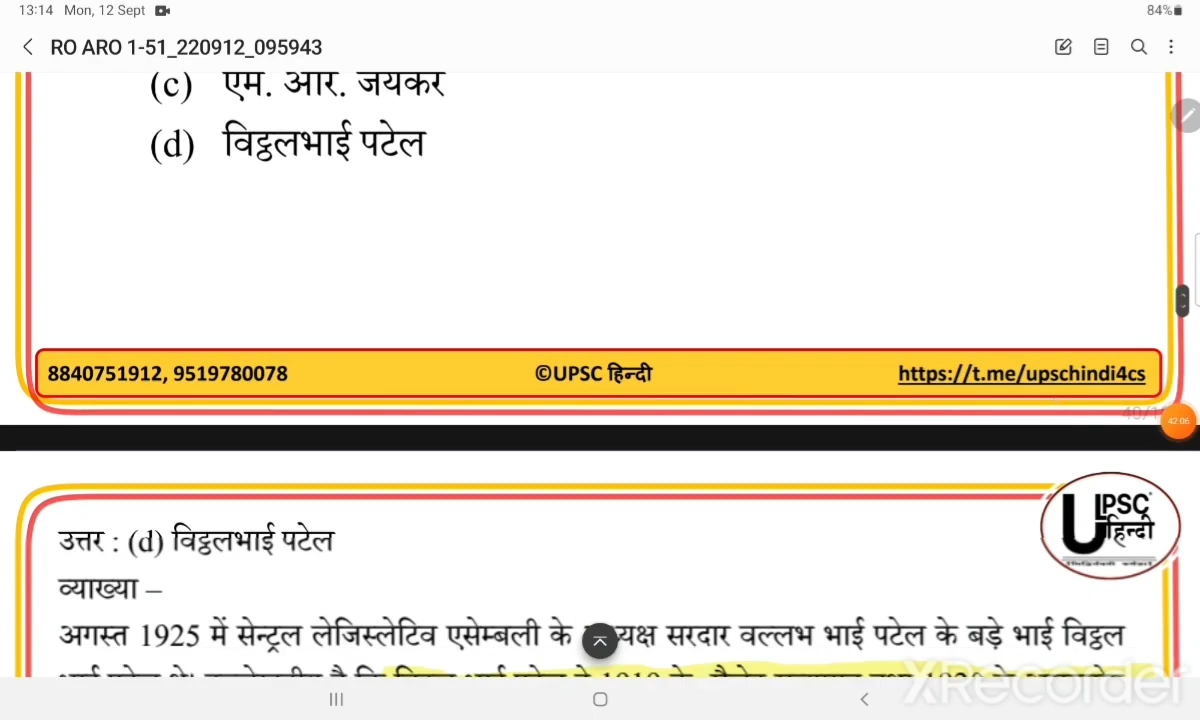 13:14 Mon, 12 Sept 84%
RO ARO 1-51_220912_095943
(c) एम. आर. जयकर
(d) विट्ठलभाई पटेल
8840751912, 9519780078 ©UPSC हिन्दी https://t.me/upschindi4cs
42:06
UPSC
हिन्दी
उत्तर : (d) विट्ठलभाई पटेल
व्याख्या –
अगस्त 1925 में सेन्ट्रल लेजिस्लेटिव एसेम्बली के सरदार वल्लभ भाई पटेल के बड़े भाई विट्ठल
XRecorder